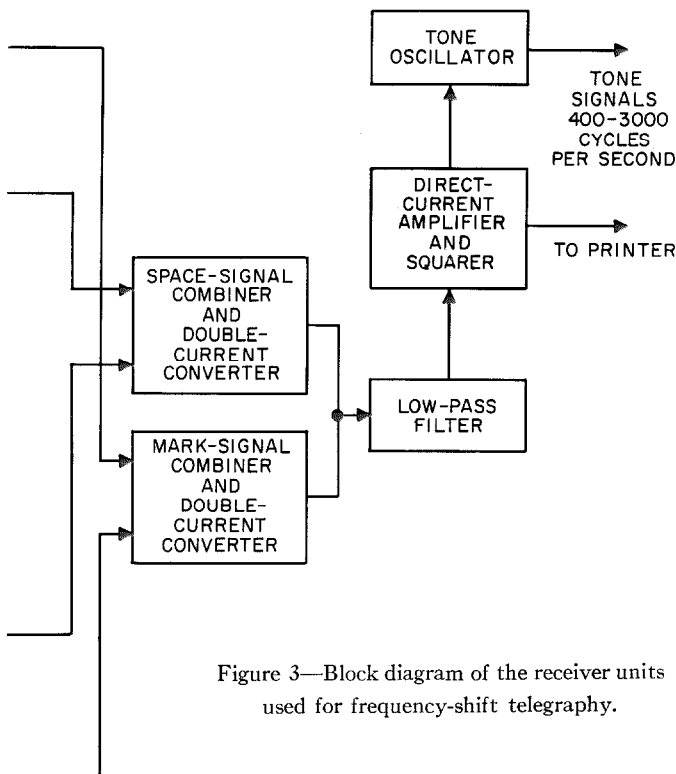 TONE
OSCILLATOR
TONE
SIGNALS
400-3000
CYCLES
PER SECOND
DIRECT-
CURRENT
AMPLIFIER
AND
SQUARER
TO PRINTER
SPACE-SIGNAL
COMBINER
AND
DOUBLE-
CURRENT
CONVERTER
LOW-PASS
FILTER
MARK-SIGNAL
COMBINER
AND
DOUBLE-
CURRENT
CONVERTER
Figure 3—Block diagram of the receiver units
used for frequency-shift telegraphy.